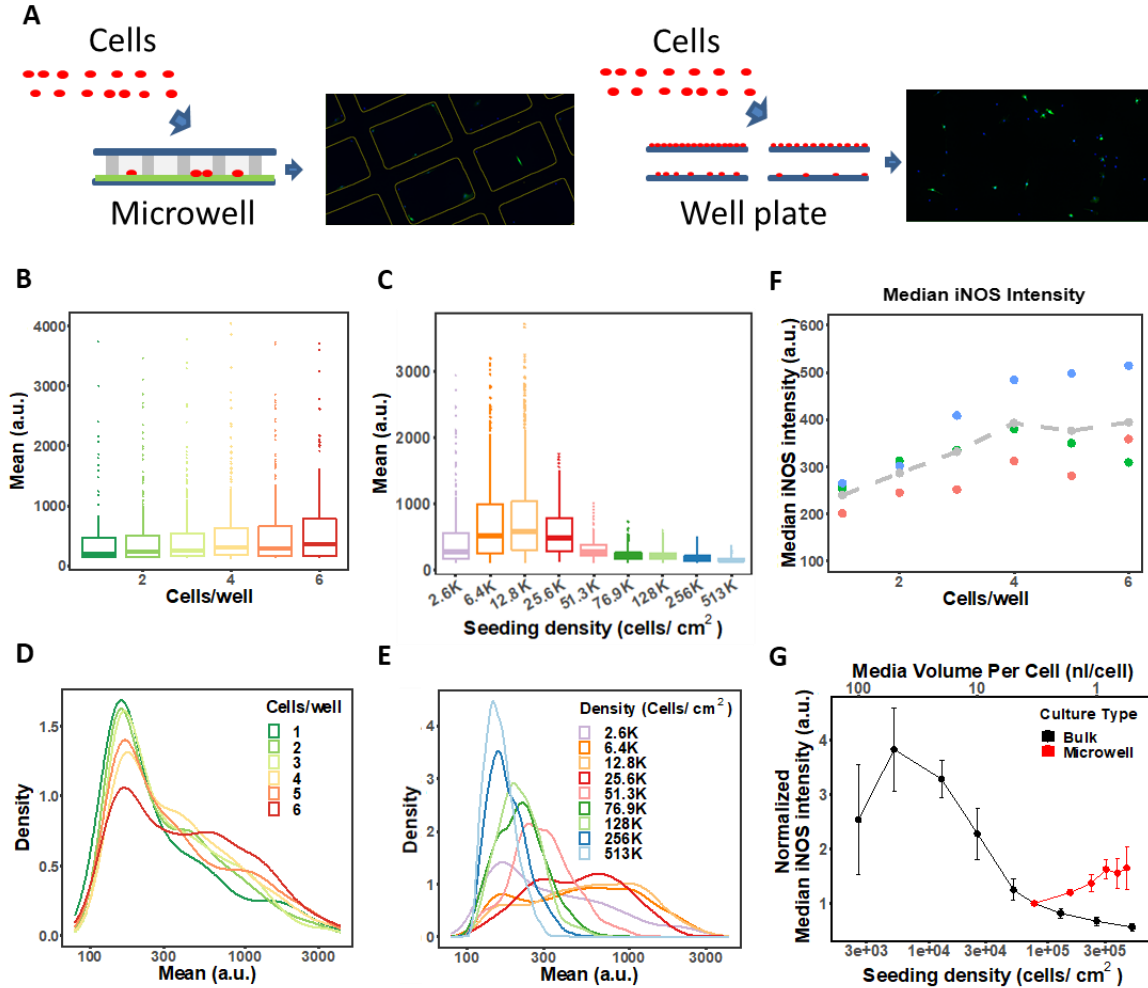 A
Cells
Microwell
Cells
Well plate
B
Mean (a.u.)
4000
3000
2000
1000
0
2
4
6
Cells/well
C
Mean (a.u.)
3000
2000
1000
0
2.6K
6.4K
12.8K
25.6K
51.3K
76.9K
128K
256K
513K
Seeding density (cells/ cm²)
F
Median iNOS Intensity
Median iNOS intensity (a.u.)
600
500
400
300
200
100
2
4
6
Cells/well
D
Density
1.5
1.0
0.5
0.0
100
300
1000
3000
Mean (a.u.)
Cells/well
1
2
3
4
5
6
E
Density
4
3
2
1
0
100
300
1000
3000
Mean (a.u.)
Density (Cells/ cm²)
2.6K
6.4K
12.8K
25.6K
51.3K
76.9K
128K
256K
513K
G
Media Volume Per Cell (nl/cell)
100
10
1
Normalized
Median iNOS intensity (a.u.)
4
3
2
1
Culture Type
Bulk
Microwell
3e+03
1e+04
3e+04
1e+05
3e+05
Seeding density (cells/ cm²)